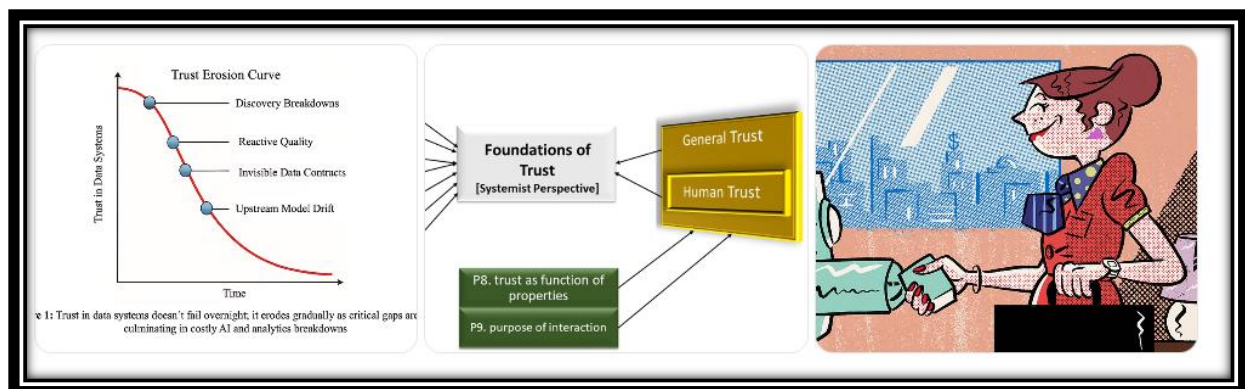 Trust Erosion Curve
Discovery Breakdowns
Reactive Quality
Invisible Data Contracts
Upstream Model Drift
Trust in Data Systems
Time
e 1: Trust in data systems doesn't fail overnight; it erodes gradually as critical gaps are
culminating in costly AI and analytics breakdowns
Foundations of
Trust
[Systemist Perspective]
General Trust
Human Trust
P8. trust as function of
properties
P9. purpose of interaction
$